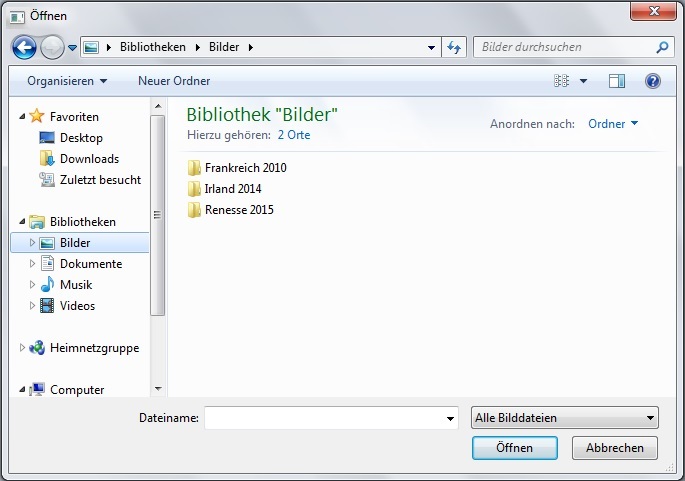 Öffnen
Bibliotheken Bilder
Bilder durchsuchen
Organisieren Neuer Ordner
Favoriten
Desktop
Downloads
Zuletzt besucht
Bibliotheken
Bilder
Dokumente
Musik
Videos
Heimnetzgruppe
Computer
Bibliothek "Bilder"
Hierzu gehören: 2 Orte
Anordnen nach: Ordner
Frankreich 2010
Irland 2014
Renesse 2015
Dateiname:
Alle Bilddateien
Öffnen Abbrechen